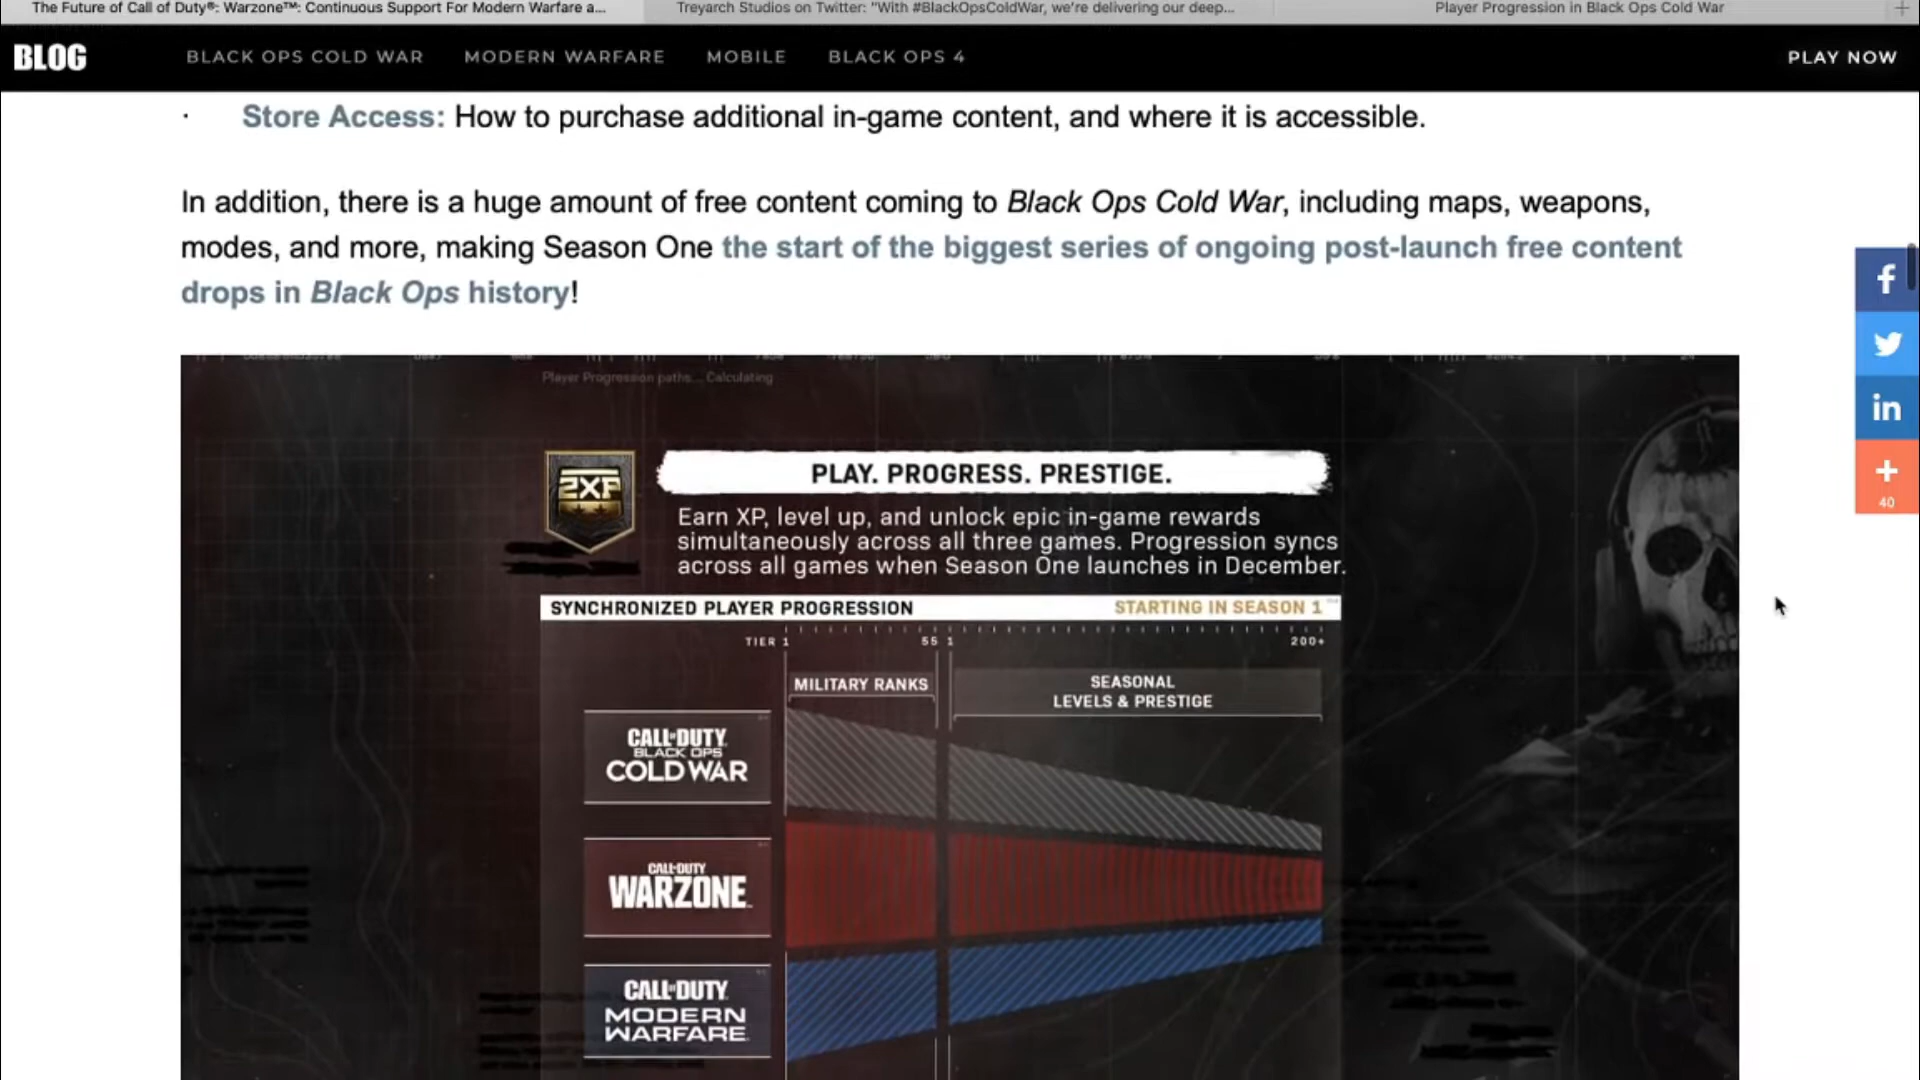 The Future of Call of Duty®: Warzone™: Continuous Support For Modern Warfare a...
Treyarch Studios on Twitter: "With #BlackOpsColdWar, we're delivering our deep...
Player Progression in Black Ops Cold War
BLOG
BLACK OPS COLD WAR
MODERN WARFARE
MOBILE
BLACK OPS 4
PLAY NOW
· Store Access: How to purchase additional in-game content, and where it is accessible.
In addition, there is a huge amount of free content coming to Black Ops Cold War, including maps, weapons,
modes, and more, making Season One the start of the biggest series of ongoing post-launch free content
drops in Black Ops history!
40
Player Progression paths... Calculating
2XP
PLAY. PROGRESS. PRESTIGE.
Earn XP, level up, and unlock epic in-game rewards
simultaneously across all three games. Progression syncs
across all games when Season One launches in December.
SYNCHRONIZED PLAYER PROGRESSION
STARTING IN SEASON 1
TIER 1
55
1
200+
MILITARY RANKS
SEASONAL
LEVELS & PRESTIGE
CALL OF DUTY
BLACK OPS
COLD WAR
CALL OF DUTY
WARZONE
CALL OF DUTY
MODERN
WARFARE